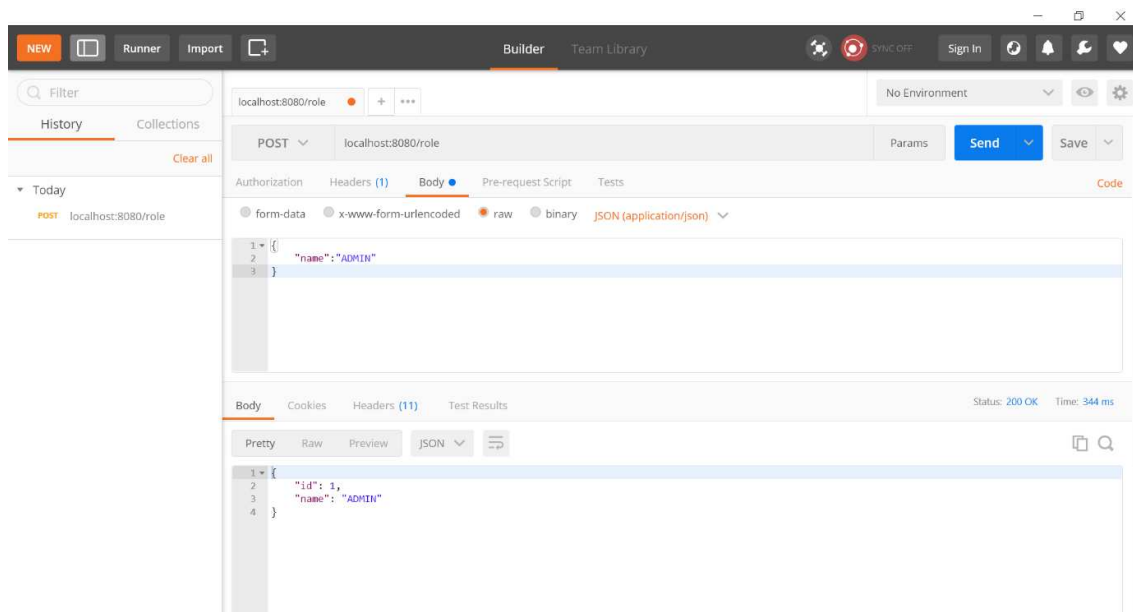 NEW Runner Import Builder Team Library SYNC OFF Sign In
Filter
History Collections
Clear all
Today
POST localhost:8080/role
localhost:8080/role + ••• No Environment
POST localhost:8080/role Params Send Save
Authorization Headers (1) Body Pre-request Script Tests Code
form-data x-www-form-urlencoded raw binary JSON (application/json)
1 {
2 "name":"ADMIN"
3 }
Body Cookies Headers (11) Test Results Status: 200 OK Time: 344 ms
Pretty Raw Preview JSON
1 {
2 "id": 1,
3 "name": "ADMIN"
4 }